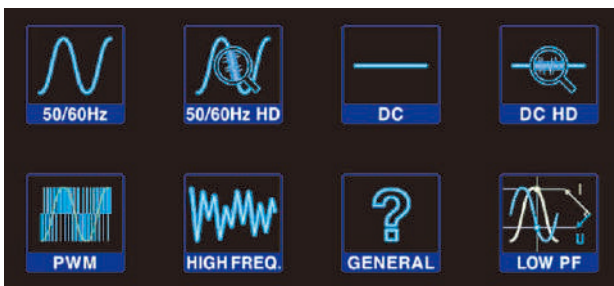 50/60Hz
50/60Hz HD
DC
DC HD
PWM
HIGH FREQ.
GENERAL
I
U
LOW PF